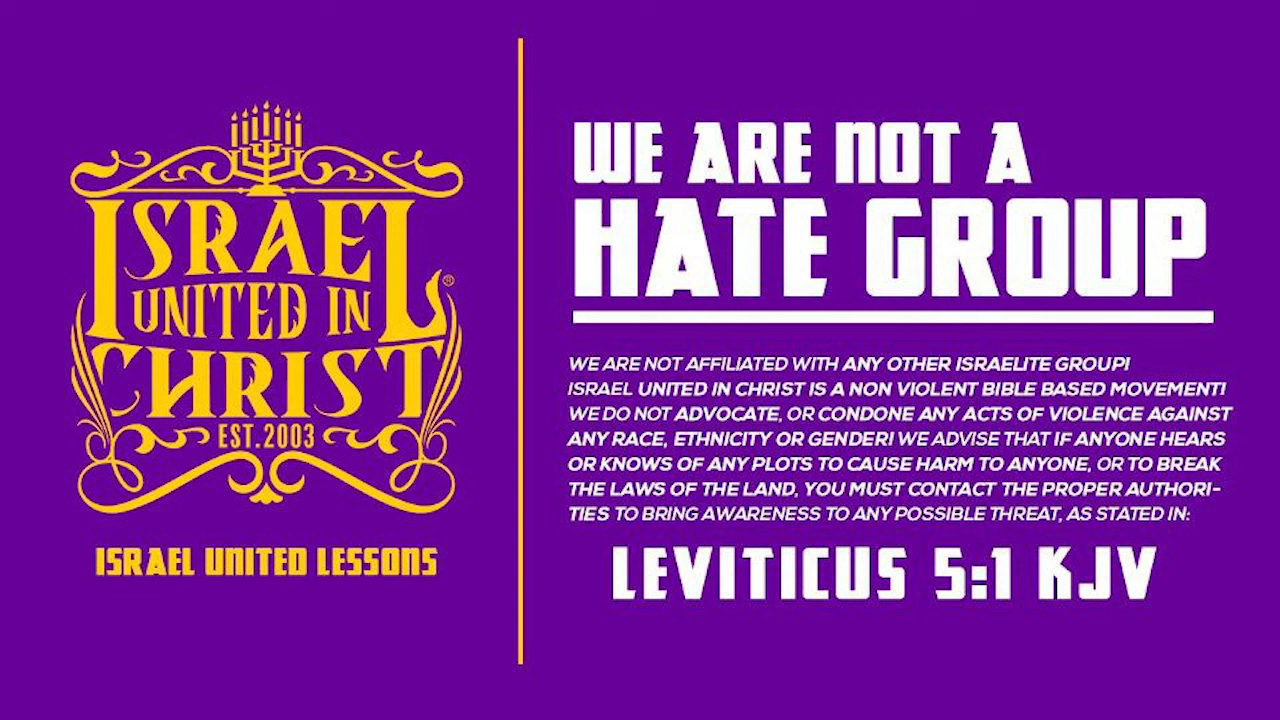 ISRAEL
UNITED IN
CHRIST
®
EST.2003
ISRAEL UNITED LESSONS
WE ARE NOT A
HATE GROUP
WE ARE NOT AFFILIATED WITH ANY OTHER ISRAELITE GROUP!
ISRAEL UNITED IN CHRIST IS A NON VIOLENT BIBLE BASED MOVEMENT!
WE DO NOT ADVOCATE, OR CONDONE ANY ACTS OF VIOLENCE AGAINST
ANY RACE, ETHNICITY OR GENDER! WE ADVISE THAT IF ANYONE HEARS
OR KNOWS OF ANY PLOTS TO CAUSE HARM TO ANYONE, OR TO BREAK
THE LAWS OF THE LAND, YOU MUST CONTACT THE PROPER AUTHORI-
TIES TO BRING AWARENESS TO ANY POSSIBLE THREAT, AS STATED IN:
LEVITICUS 5:1 KJV